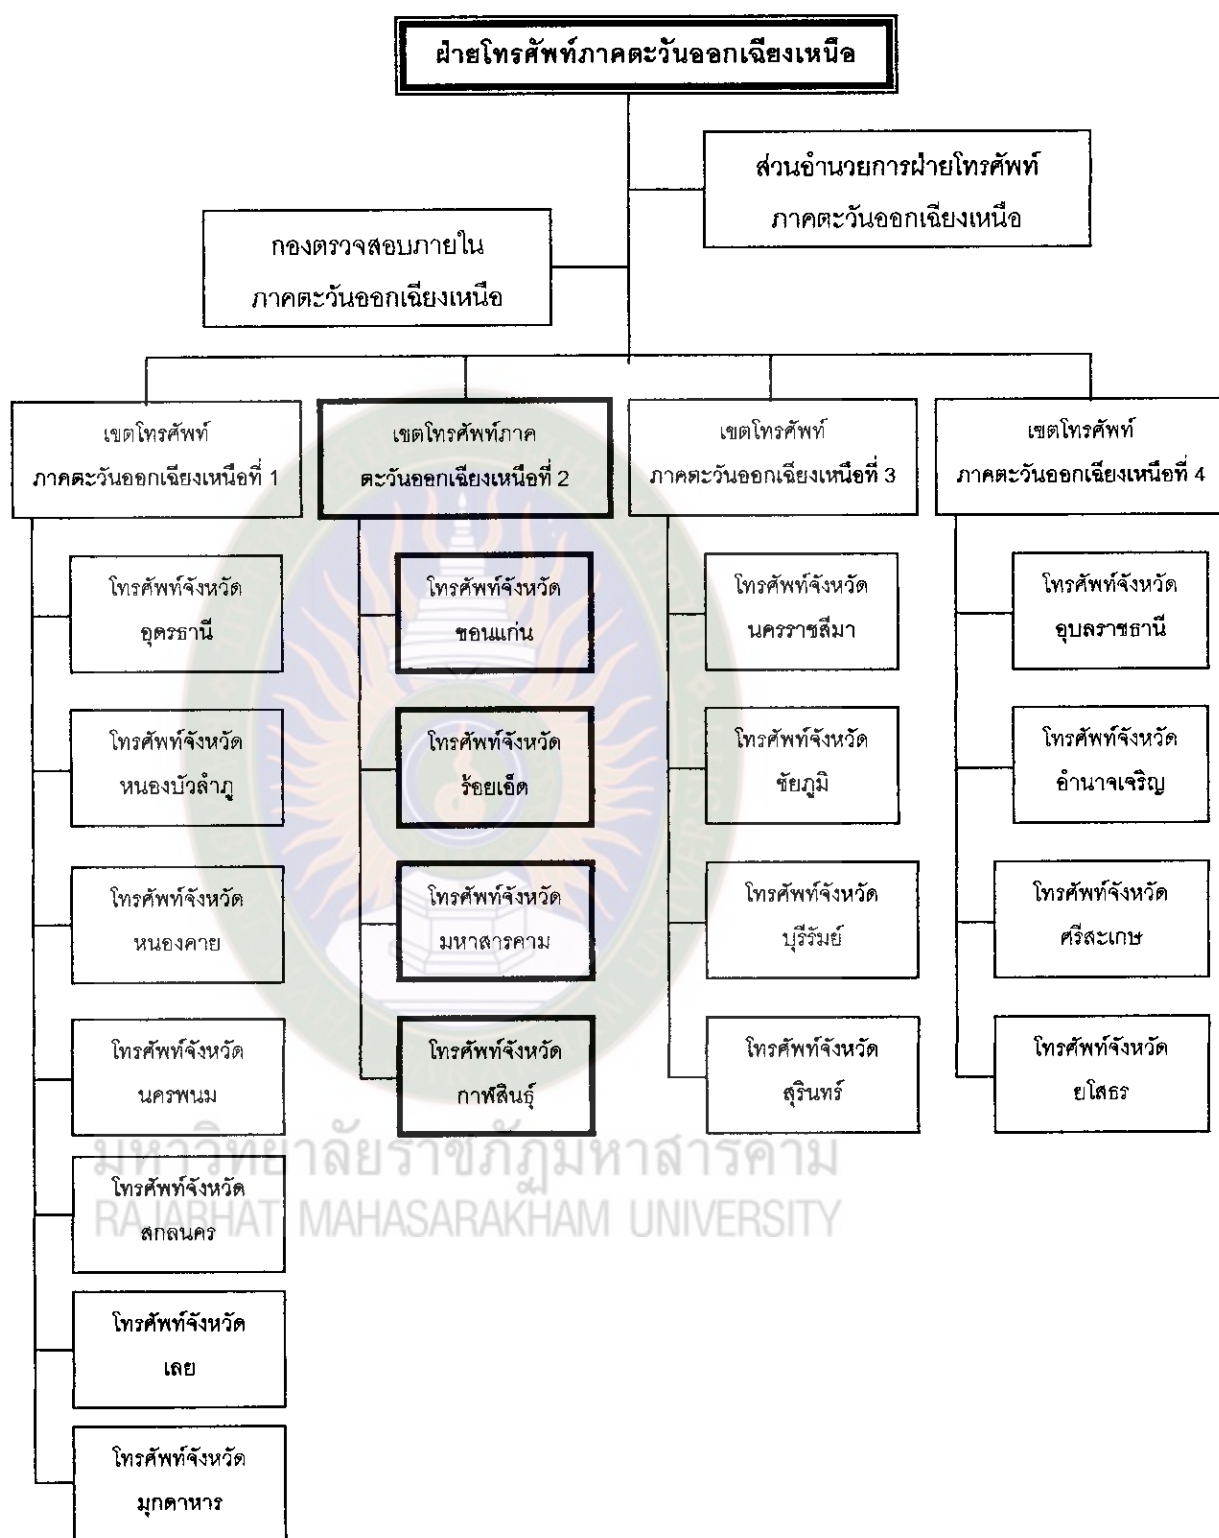 ฝ่ายโทรศัพท์ภาคตะวันออกเฉียงเหนือ
ส่วนอำนวยการฝ่ายโทรศัพท์
ภาคตะวันออกเฉียงเหนือ
กองตรวจสอบภายใน
ภาคตะวันออกเฉียงเหนือ
เขตโทรศัพท์
ภาคตะวันออกเฉียงเหนือที่ 1
เขตโทรศัพท์ภาค
ตะวันออกเฉียงเหนือที่ 2
เขตโทรศัพท์
ภาคตะวันออกเฉียงเหนือที่ 3
เขตโทรศัพท์
ภาคตะวันออกเฉียงเหนือที่ 4
โทรศัพท์จังหวัด
อุดรธานี
โทรศัพท์จังหวัด
หนองบัวลำภู
โทรศัพท์จังหวัด
หนองคาย
โทรศัพท์จังหวัด
นครพนม
โทรศัพท์จังหวัด
สกลนคร
โทรศัพท์จังหวัด
เลย
โทรศัพท์จังหวัด
มุกดาหาร
โทรศัพท์จังหวัด
ขอนแก่น
โทรศัพท์จังหวัด
ร้อยเอ็ด
โทรศัพท์จังหวัด
มหาสารคาม
โทรศัพท์จังหวัด
กาฬสินธุ์
โทรศัพท์จังหวัด
นครราชสีมา
โทรศัพท์จังหวัด
ชัยภูมิ
โทรศัพท์จังหวัด
บุรีรัมย์
โทรศัพท์จังหวัด
สุรินทร์
โทรศัพท์จังหวัด
อุบลราชธานี
โทรศัพท์จังหวัด
อำนาจเจริญ
โทรศัพท์จังหวัด
ศรีสะเกษ
โทรศัพท์จังหวัด
ยโสธร
มหาวิทยาลัยราชภัฏมหาสารคาม
RAJABHAT MAHASARAKHAM UNIVERSITY